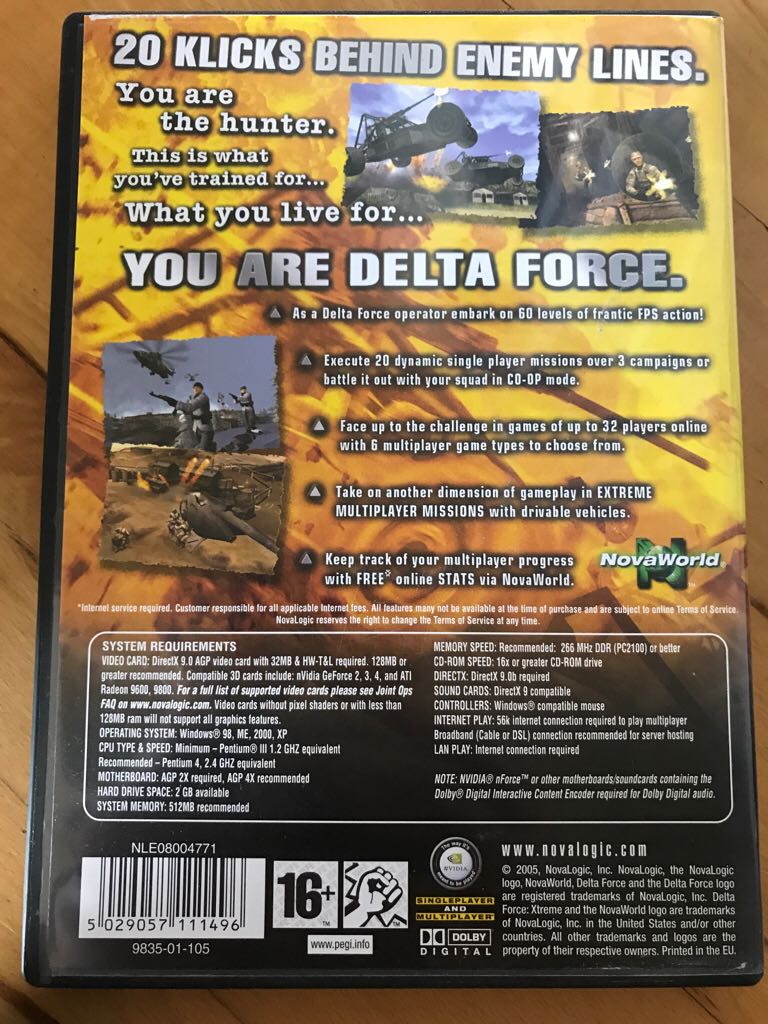 20 KLICKS BEHIND ENEMY LINES.
You are
the hunter.
This is what
you've trained for...
What you live for...
YOU ARE DELTA FORCE.
As a Delta Force operator embark on 60 levels of frantic FPS action!
Execute 20 dynamic single player missions over 3 campaigns or
battle it out with your squad in CO-OP mode.
Face up to the challenge in games of up to 32 players online
with 6 multiplayer game types to choose from.
Take on another dimension of gameplay in EXTREME
MULTIPLAYER MISSIONS with drivable vehicles.
Keep track of your multiplayer progress
with FREE* online STATS via NovaWorld.
NovaWorld®
*Internet service required. Customer responsible for all applicable Internet fees. All features many not be available at the time of purchase and are subject to online Terms of Service.
NovaLogic reserves the right to change the Terms of Service at any time.
SYSTEM REQUIREMENTS
VIDEO CARD: DirectX 9.0 AGP video card with 32MB & HW-T&L required. 128MB or
greater recommended. Compatible 3D cards include: nVidia GeForce 2, 3, 4, and ATI
Radeon 9600, 9800. For a full list of supported video cards please see Joint Ops
FAQ on www.novalogic.com. Video cards without pixel shaders or with less than
128MB ram will not support all graphics features.
OPERATING SYSTEM: Windows® 98, ME, 2000, XP
CPU TYPE & SPEED: Minimum – Pentium® III 1.2 GHZ equivalent
Recommended – Pentium 4, 2.4 GHZ equivalent
MOTHERBOARD: AGP 2X required, AGP 4X recommended
HARD DRIVE SPACE: 2 GB available
SYSTEM MEMORY: 512MB recommended
MEMORY SPEED: Recommended: 266 MHz DDR (PC2100) or better
CD-ROM SPEED: 16x or greater CD-ROM drive
DIRECTX: DirectX 9.0b required
SOUND CARDS: DirectX 9 compatible
CONTROLLERS: Windows® compatible mouse
INTERNET PLAY: 56k internet connection required to play multiplayer
Broadband (Cable or DSL) connection recommended for server hosting
LAN PLAY: Internet connection required
NOTE: NVIDIA® nForce™ or other motherboards/soundcards containing the
Dolby® Digital Interactive Content Encoder required for Dolby Digital audio.
NLE08004771
5 029057 111496
9835-01-105
16+
™
™
www.pegi.info
The way it's
NVIDIA
meant to be played
SINGLEPLAYER
AND
MULTIPLAYER
DOLBY
DIGITAL
www.novalogic.com
© 2005, NovaLogic, Inc. NovaLogic, the NovaLogic
logo, NovaWorld, Delta Force and the Delta Force logo
are registered trademarks of NovaLogic, Inc. Delta
Force: Xtreme and the NovaWorld logo are trademarks
of NovaLogic, Inc. in the United States and/or other
countries. All other trademarks and logos are the
property of their respective owners. Printed in the EU.